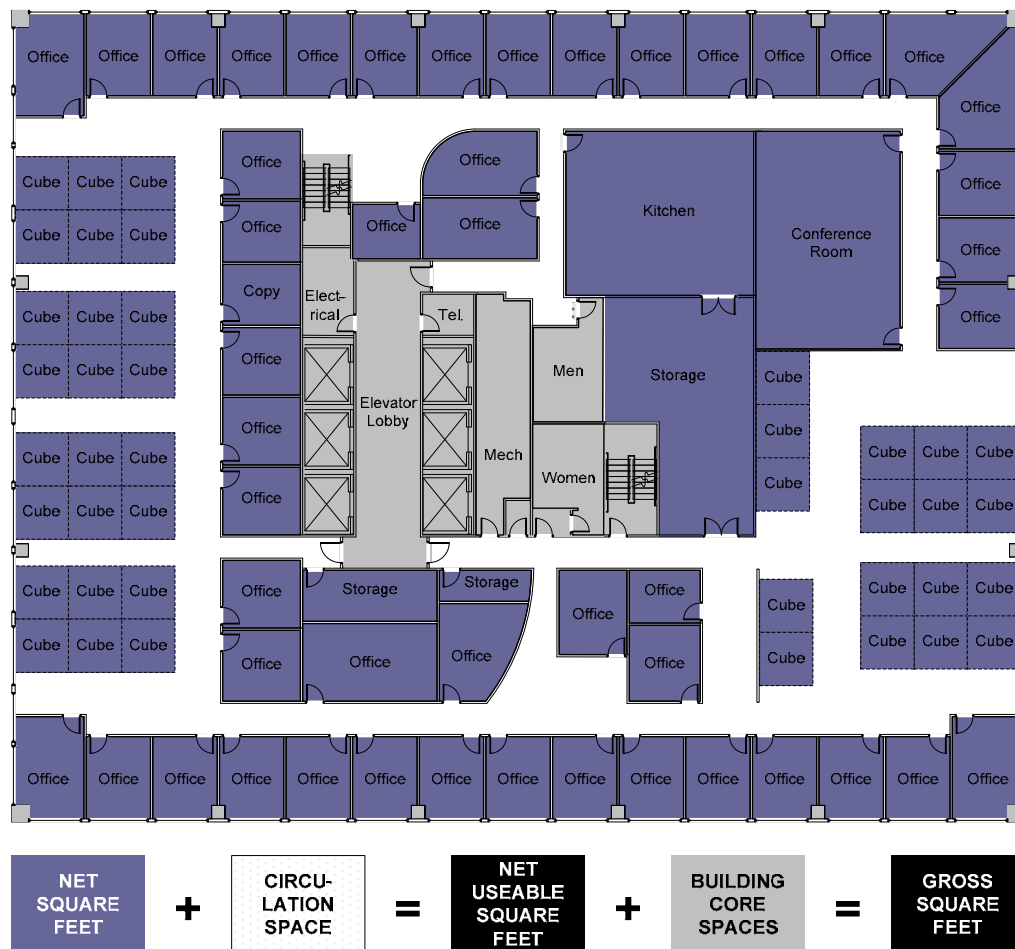 Office Office Office Office Office Office Office Office Office Office Office Office Office Office
Office
Office Office
Cube Cube Cube
Office
Kitchen
Cube Cube Cube
Office Office Office
Conference
Room
Office
Copy
Elect-
rical
Tel.
Cube Cube Cube
Office
Cube Cube Cube
Office
Men
Storage
Cube
Elevator
Lobby
Office
Cube
Cube Cube Cube
Cube Cube Cube
Mech
Women
Cube
Office
Cube Cube Cube
Cube Cube Cube
Cube Cube Cube
Office
Storage
Storage
Office
Office
Cube
Cube Cube Cube
Cube Cube Cube
Office
Office
Office
Office
Cube
Cube Cube Cube
Office Office Office Office Office Office Office Office Office Office Office Office Office Office Office
NET
SQUARE
FEET
+
CIRCU-
LATION
SPACE
=
NET
USEABLE
SQUARE
FEET
+
BUILDING
CORE
SPACES
=
GROSS
SQUARE
FEET